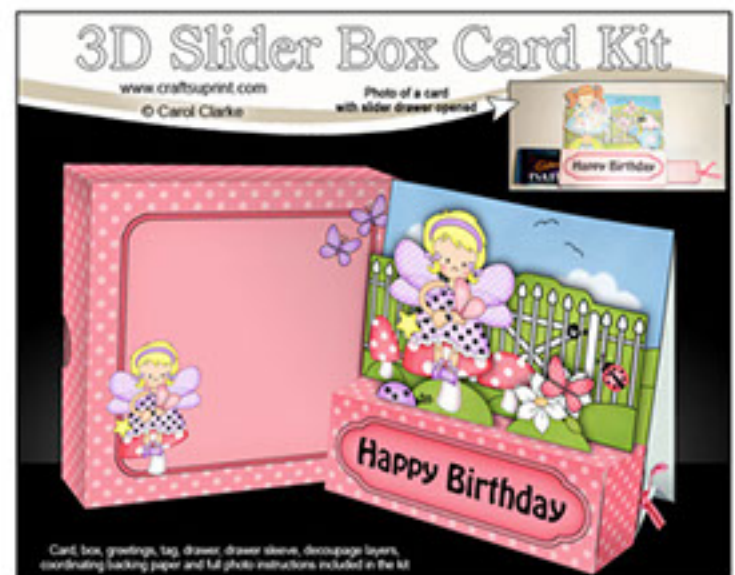 3D Slider Box Card Kit
www.craftsuprint.com
© Carol Clarke
Photo of a card
with slider drawer opened
Happy Birthday
Happy Birthday
Card, box, greetings, tag, drawer, drawer sleeve, decoupage layers,
coordinating backing paper and full photo instructions included in the kit